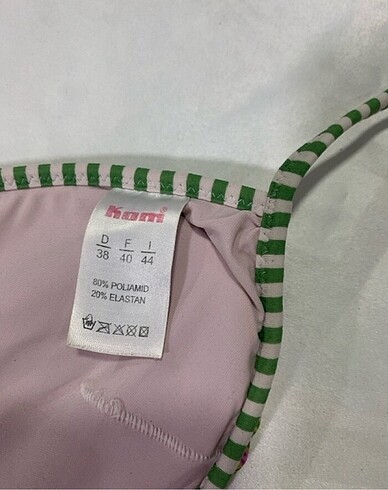 Kom
D F I
38 40 44
80% POLIAMID
20% ELASTAN